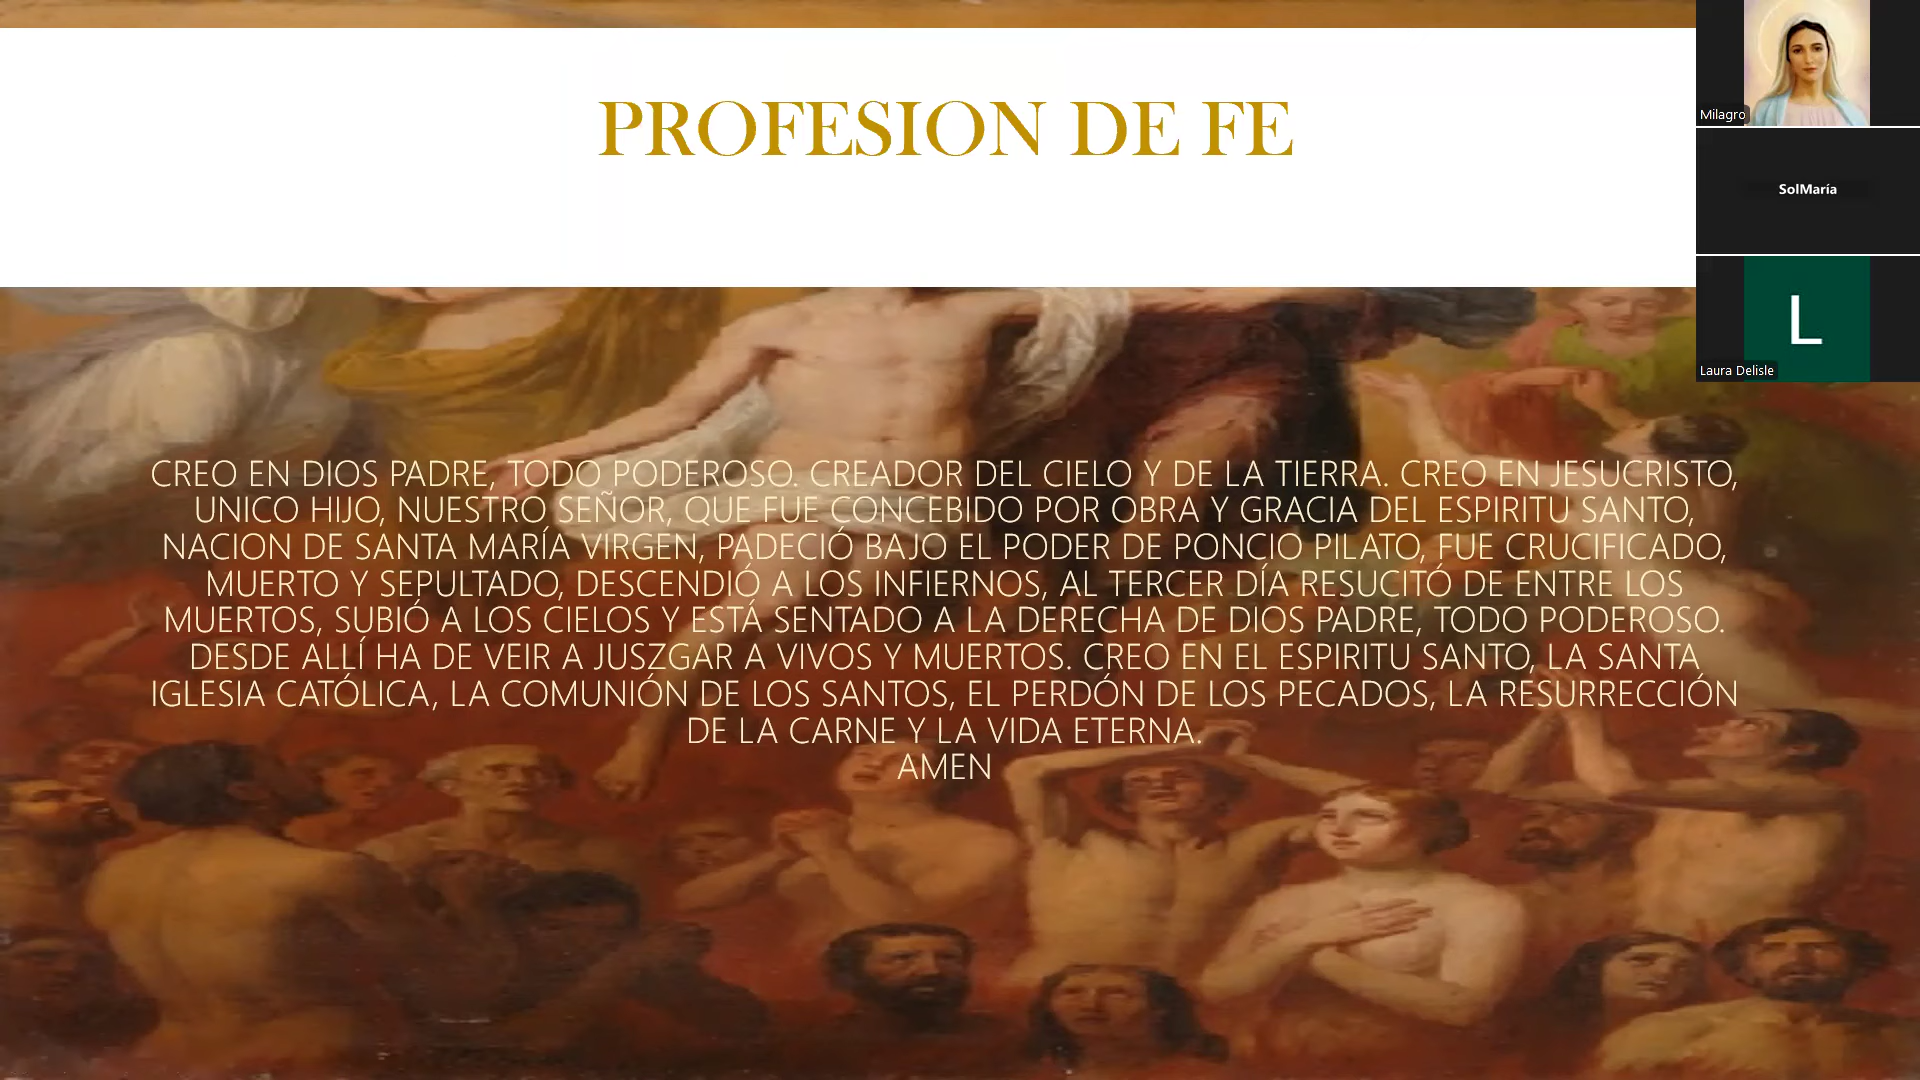 PROFESION DE FE
Milagro
SolMaría
L
Laura Delisle
CREO EN DIOS PADRE, TODO PODEROSO. CREADOR DEL CIELO Y DE LA TIERRA. CREO EN JESUCRISTO,
UNICO HIJO, NUESTRO SEÑOR, QUE FUE CONCEBIDO POR OBRA Y GRACIA DEL ESPIRITU SANTO,
NACION DE SANTA MARÍA VIRGEN, PADECIÓ BAJO EL PODER DE PONCIO PILATO, FUE CRUCIFICADO,
MUERTO Y SEPULTADO, DESCENDIÓ A LOS INFIERNOS, AL TERCER DÍA RESUCITÓ DE ENTRE LOS
MUERTOS, SUBIÓ A LOS CIELOS Y ESTÁ SENTADO A LA DERECHA DE DIOS PADRE, TODO PODEROSO.
DESDE ALLÍ HA DE VEIR A JUSZGAR A VIVOS Y MUERTOS. CREO EN EL ESPIRITU SANTO, LA SANTA
IGLESIA CATÓLICA, LA COMUNIÓN DE LOS SANTOS, EL PERDÓN DE LOS PECADOS, LA RESURRECCIÓN
DE LA CARNE Y LA VIDA ETERNA.
AMEN